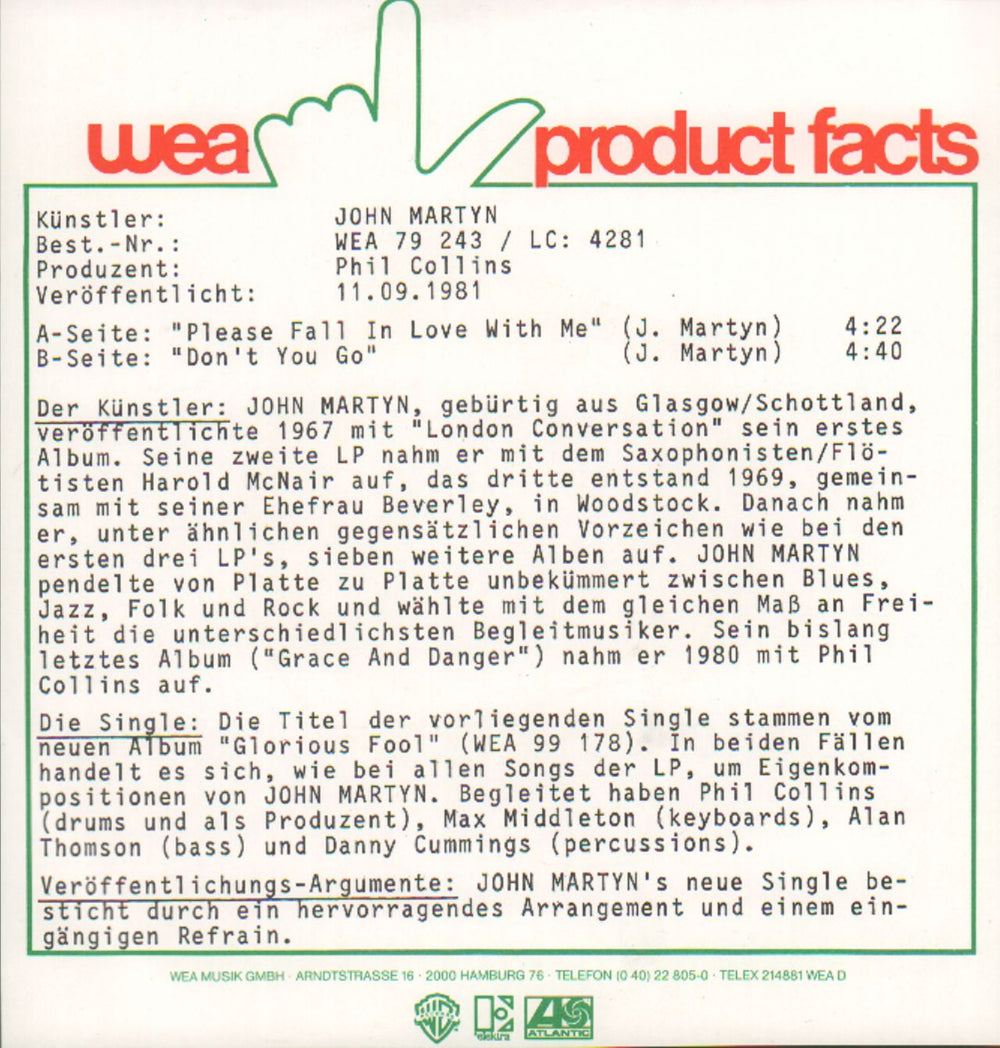 wea product facts
Künstler: JOHN MARTYN
Best.-Nr.: WEA 79 243 / LC: 4281
Produzent: Phil Collins
Veröffentlicht: 11.09.1981
A-Seite: "Please Fall In Love With Me" (J. Martyn) 4:22
B-Seite: "Don't You Go" (J. Martyn) 4:40
Der Künstler: JOHN MARTYN, gebürtig aus Glasgow/Schottland,
veröffentlichte 1967 mit "London Conversation" sein erstes
Album. Seine zweite LP nahm er mit dem Saxophonisten/Flö-
tisten Harold McNair auf, das dritte entstand 1969, gemein-
sam mit seiner Ehefrau Beverley, in Woodstock. Danach nahm
er, unter ähnlichen gegensätzlichen Vorzeichen wie bei den
ersten drei LP's, sieben weitere Alben auf. JOHN MARTYN
pendelte von Platte zu Platte unbekümmert zwischen Blues,
Jazz, Folk und Rock und wählte mit dem gleichen Maß an Frei-
heit die unterschiedlichsten Begleitmusiker. Sein bislang
letztes Album ("Grace And Danger") nahm er 1980 mit Phil
Collins auf.
Die Single: Die Titel der vorliegenden Single stammen vom
neuen Album "Glorious Fool" (WEA 99 178). In beiden Fällen
handelt es sich, wie bei allen Songs der LP, um Eigenkom-
positionen von JOHN MARTYN. Begleitet haben Phil Collins
(drums und als Produzent), Max Middleton (keyboards), Alan
Thomson (bass) und Danny Cummings (percussions).
Veröffentlichungs-Argumente: JOHN MARTYN's neue Single be-
sticht durch ein hervorragendes Arrangement und einem ein-
gängigen Refrain.
WEA MUSIK GMBH · ARNDTSTRASSE 16 · 2000 HAMBURG 76 · TELEFON (0 40) 22 805-0 · TELEX 214881 WEA D
elektra ATLANTIC